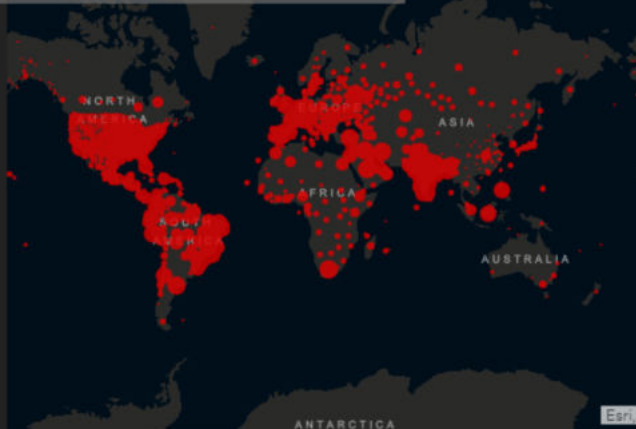 NORTH
AMERICA
EUROPE
ASIA
AFRICA
SOUTH
AMERICA
AUSTRALIA
ANTARCTICA
Esri,